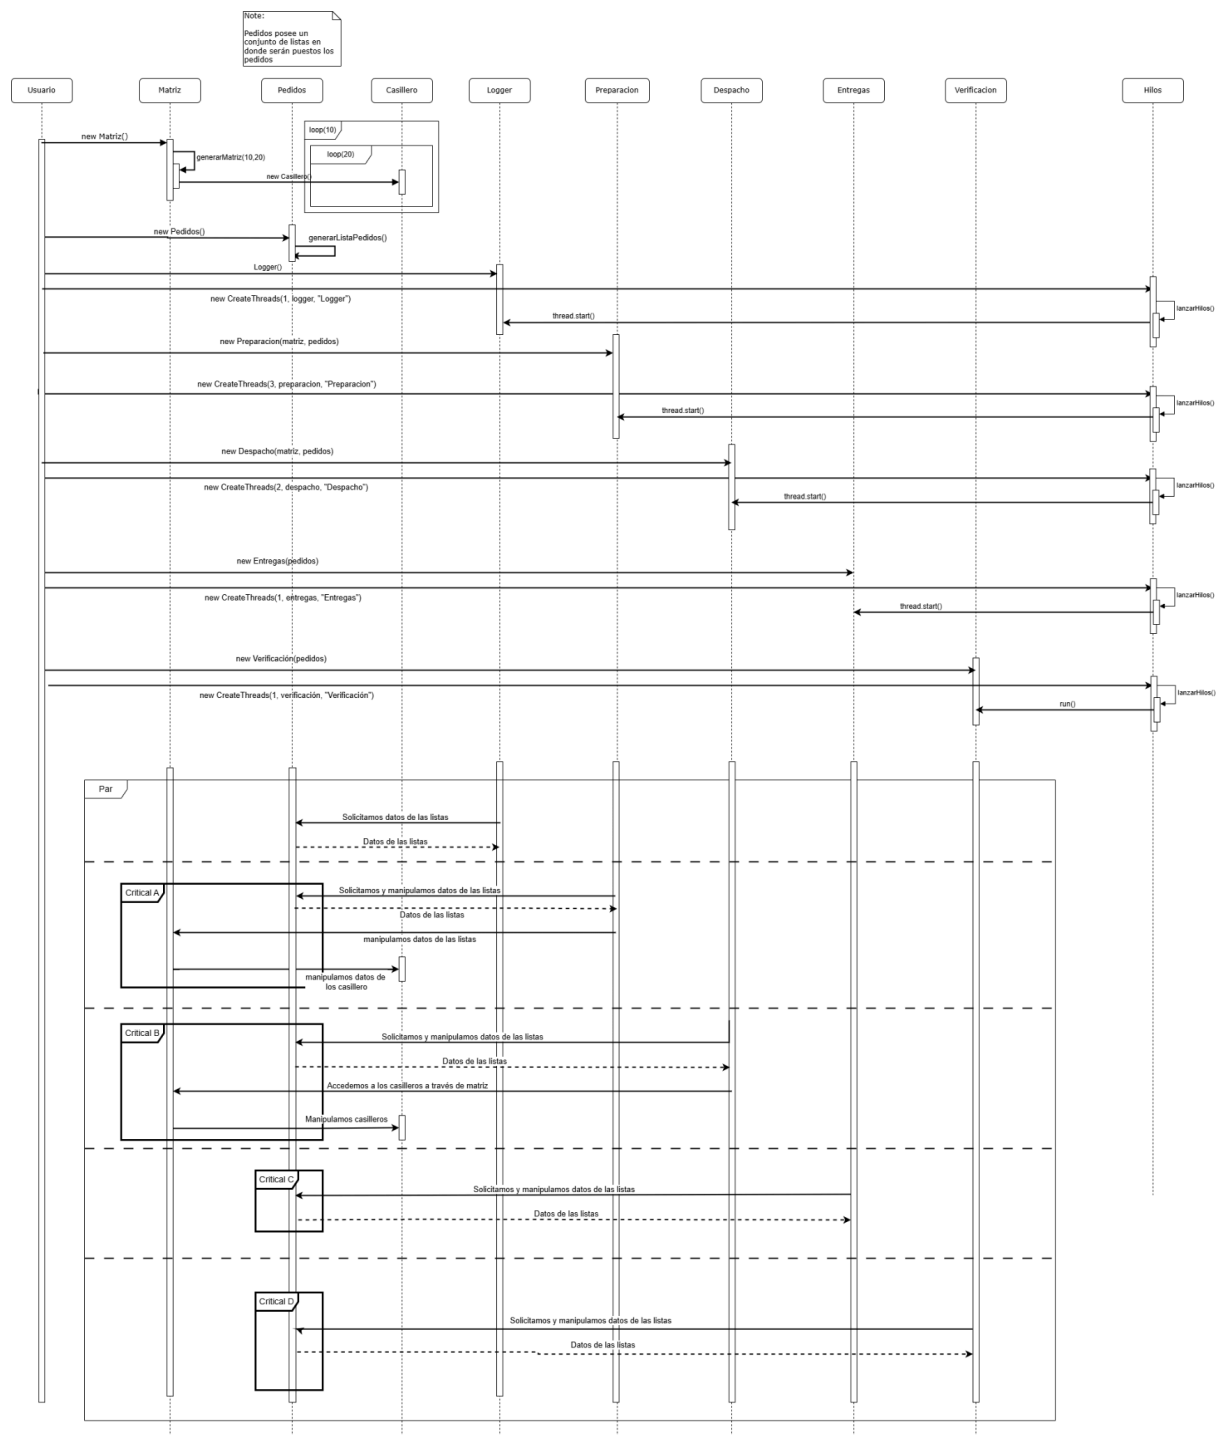 Note:
Pedidos posee un
conjunto de listas en
donde serán puestos los
pedidos
Usuario
Matriz
Pedidos
Casillero
Logger
Preparacion
Despacho
Entregas
Verificacion
Hilos
loop(10)
new Matriz()
loop(20)
generarMatriz(10,20)
new Casillero()
new Pedidos()
generarListaPedidos()
Logger()
new CreateThreads(1, logger, "Logger")
lanzarHilos()
thread.start()
new Preparacion(matriz, pedidos)
new CreateThreads(3, preparacion, "Preparacion")
lanzarHilos()
thread.start()
new Despacho(matriz, pedidos)
new CreateThreads(2, despacho, "Despacho")
lanzarHilos()
thread.start()
new Entregas(pedidos)
new CreateThreads(1, entregas, "Entregas")
lanzarHilos()
thread.start()
new Verificación(pedidos)
new CreateThreads(1, verificación, "Verificación")
lanzarHilos()
run()
Par
Solicitamos datos de las listas
Datos de las listas
Critical A
Solicitamos y manipulamos datos de las listas
Datos de las listas
manipulamos datos de las listas
manipulamos datos de
los casillero
Critical B
Solicitamos y manipulamos datos de las listas
Datos de las listas
Accedemos a los casilleros a través de matriz
Manipulamos casilleros
Critical C
Solicitamos y manipulamos datos de las listas
Datos de las listas
Critical D
Solicitamos y manipulamos datos de las listas
Datos de las listas